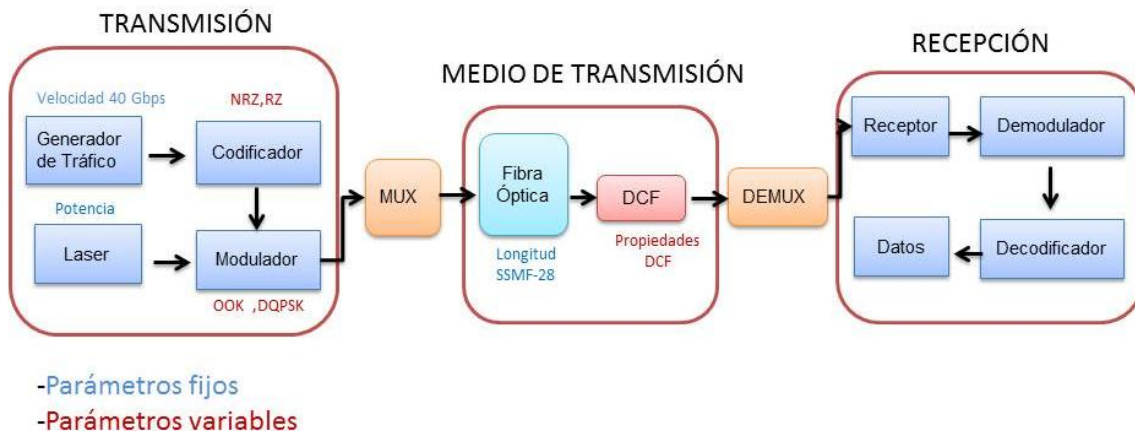 TRANSMISIÓN
Velocidad 40 Gbps
NRZ,RZ
Generador
de Tráfico
Codificador
Potencia
Laser
Modulador
OOK ,DQPSK
MUX
MEDIO DE TRANSMISIÓN
Fibra
Óptica
DCF
Longitud
SSMF-28
Propiedades
DCF
DEMUX
RECEPCIÓN
Receptor
Demodulador
Datos
Decodificador
-Parámetros fijos
-Parámetros variables